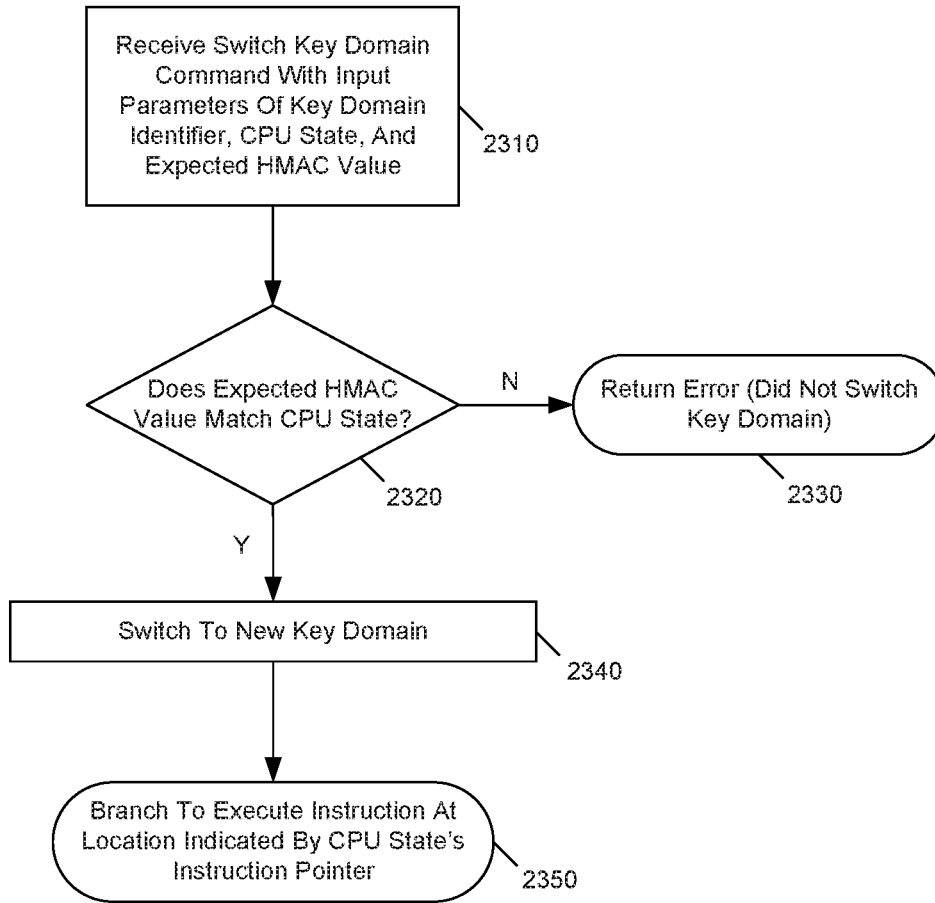 Receive Switch Key Domain
Command With Input
Parameters Of Key Domain
Identifier, CPU State, And
Expected HMAC Value
2310
Does Expected HMAC
Value Match CPU State?
N
Return Error (Did Not Switch
Key Domain)
2320
2330
Y
Switch To New Key Domain
2340
Branch To Execute Instruction At
Location Indicated By CPU State's
Instruction Pointer
2350